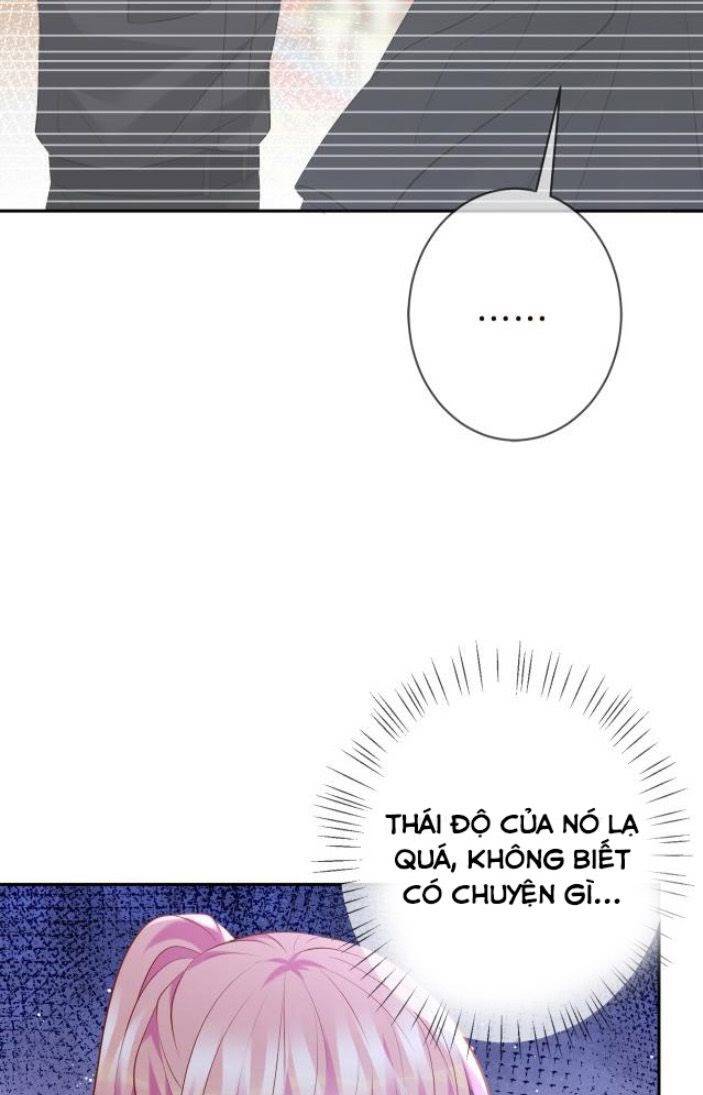 ......
THÁI ĐỘ CỦA NÓ LẠ
QUÁ, KHÔNG BIẾT
CÓ CHUYỆN GÌ...